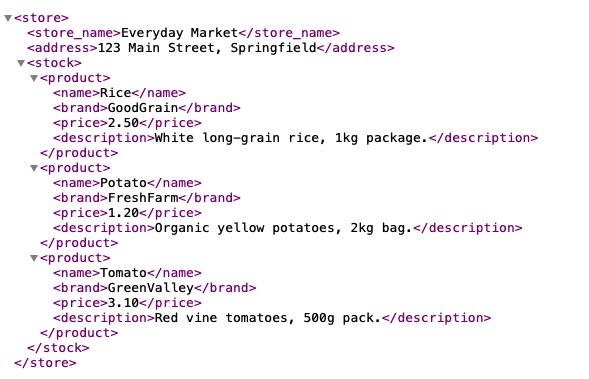 <store>
<store_name>Everyday Market</store_name>
<address>123 Main Street, Springfield</address>
<stock>
<product>
<name>Rice</name>
<brand>GoodGrain</brand>
<price>2.50</price>
<description>White long-grain rice, 1kg package.</description>
</product>
<product>
<name>Potato</name>
<brand>FreshFarm</brand>
<price>1.20</price>
<description>Organic yellow potatoes, 2kg bag.</description>
</product>
<product>
<name>Tomato</name>
<brand>GreenValley</brand>
<price>3.10</price>
<description>Red vine tomatoes, 500g pack.</description>
</product>
</stock>
</store>